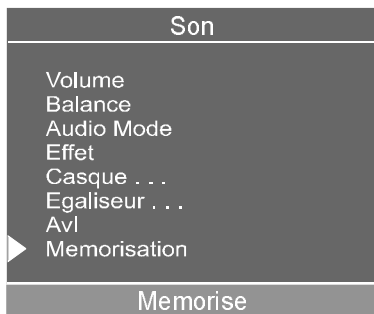 Son
Volume
Balance
Audio Mode
Effet
Casque . . .
Egaliseur . . .
Avl
Memorisation
Memorise